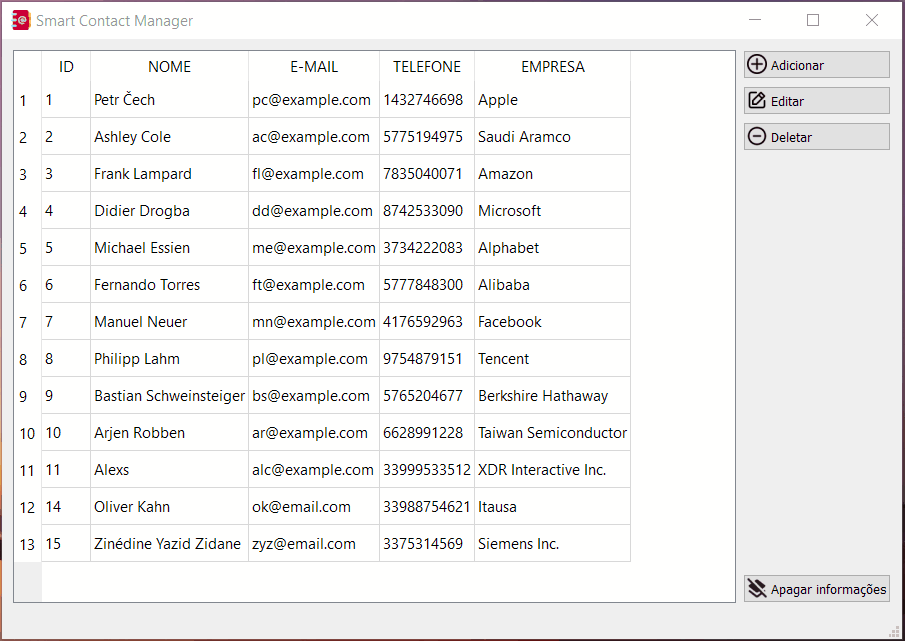 Smart Contact Manager
ID NOME E-MAIL TELEFONE EMPRESA
1 1 Petr Čech pc@example.com 1432746698 Apple
2 2 Ashley Cole ac@example.com 5775194975 Saudi Aramco
3 3 Frank Lampard fl@example.com 7835040071 Amazon
4 4 Didier Drogba dd@example.com 8742533090 Microsoft
5 5 Michael Essien me@example.com 3734222083 Alphabet
6 6 Fernando Torres ft@example.com 5777848300 Alibaba
7 7 Manuel Neuer mn@example.com 4176592963 Facebook
8 8 Philipp Lahm pl@example.com 9754879151 Tencent
9 9 Bastian Schweinsteiger bs@example.com 5765204677 Berkshire Hathaway
10 10 Arjen Robben ar@example.com 6628991228 Taiwan Semiconductor
11 11 Alexs alc@example.com 33999533512 XDR Interactive Inc.
12 14 Oliver Kahn ok@email.com 33988754621 Itausa
13 15 Zinédine Yazid Zidane zyz@email.com 3375314569 Siemens Inc.
Adicionar
Editar
Deletar
Apagar informações